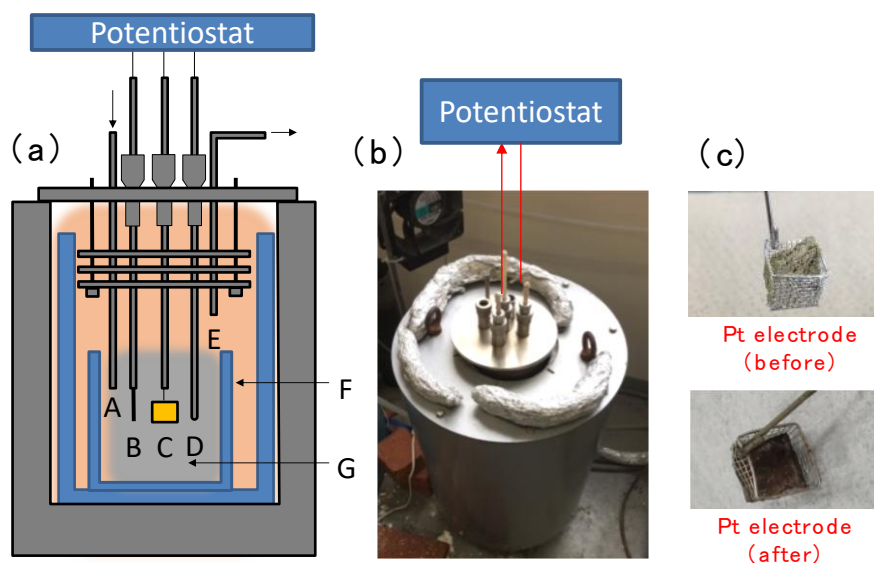 Potentiostat
(a)
A
B
C
D
E
F
G
(b)
Potentiostat
(c)
Pt electrode
(before)
Pt electrode
(after)